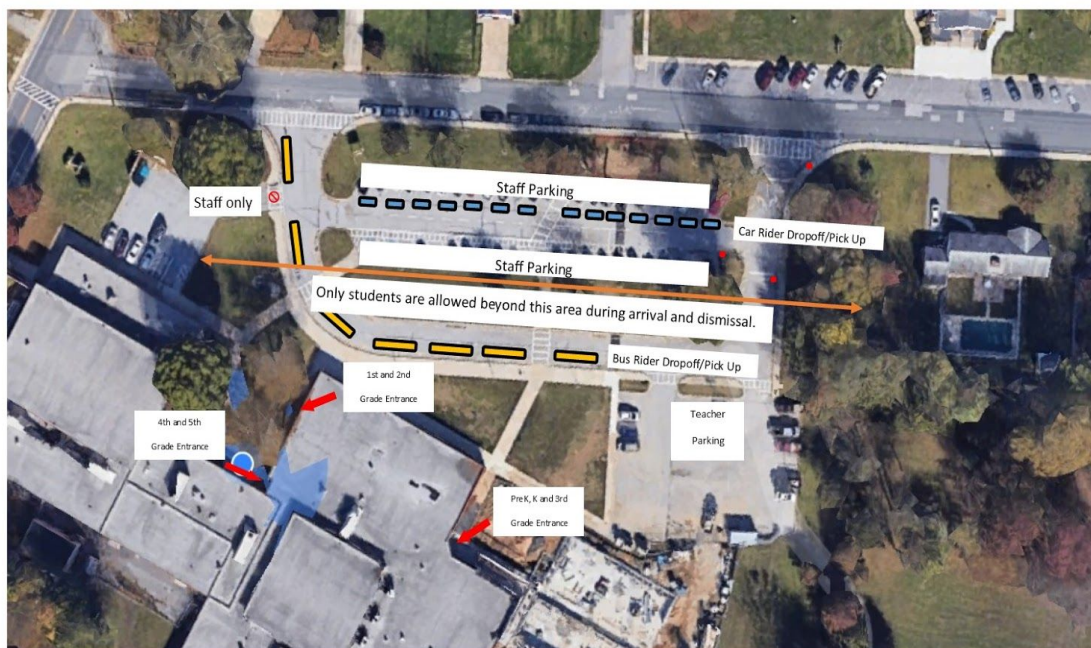 Staff Parking
Staff only
Car Rider Dropoff/Pick Up
Staff Parking
Only students are allowed beyond this area during arrival and dismissal.
Bus Rider Dropoff/Pick Up
1st and 2nd
Grade Entrance
4th and 5th
Grade Entrance
Teacher
Parking
Pre K, K and 3rd
Grade Entrance